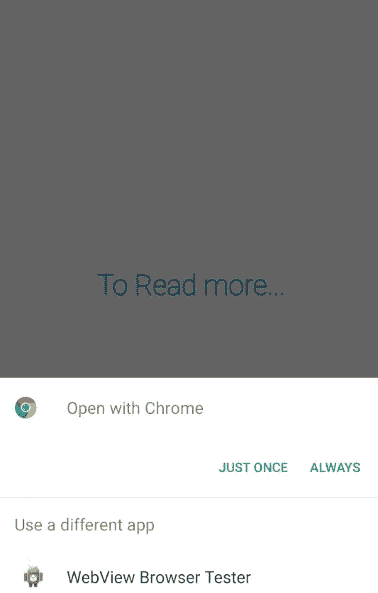 To Read more...
Open with Chrome
JUST ONCE ALWAYS
Use a different app
WebView Browser Tester